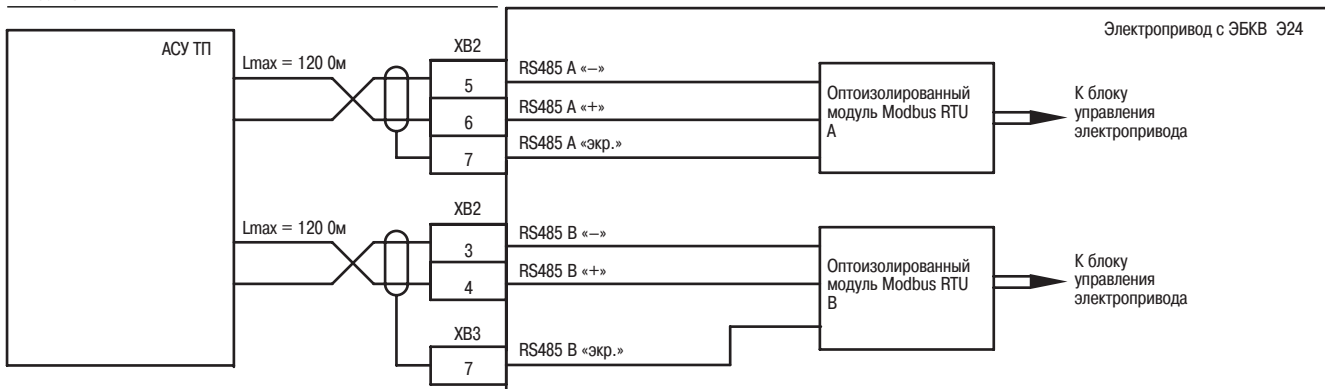 Электропривод с ЭБКВ Э24
АСУ ТП
Lmax = 120 Ом
XB2
5
6
7
RS485 A «–»
RS485 A «+»
RS485 A «экр.»
Оптоизолированный
модуль Modbus RTU
A
К блоку
управления
электропривода
Lmax = 120 Ом
XB2
3
4
XB3
7
RS485 B «–»
RS485 B «+»
RS485 B «экр.»
Оптоизолированный
модуль Modbus RTU
B
К блоку
управления
электропривода